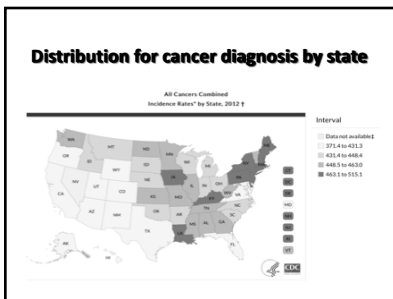 Distribution for cancer diagnosis by state
All Cancers Combined
Incidence Rates* by State, 2012 †
Interval
Data not available‡
371.4 to 431.3
431.4 to 448.4
448.5 to 463.0
463.1 to 515.1
WA
MT
ND
MN
OR
ID
SD
WI
MI
WY
NE
IA
PA
NV
UT
CO
IL
IN
OH
CA
KS
MO
KY
AZ
NM
OK
AR
TN
NC
SC
TX
LA
MS
AL
GA
FL
AK
HI
CT
DC
DE
MD
NH
NJ
RI
VT
CDC